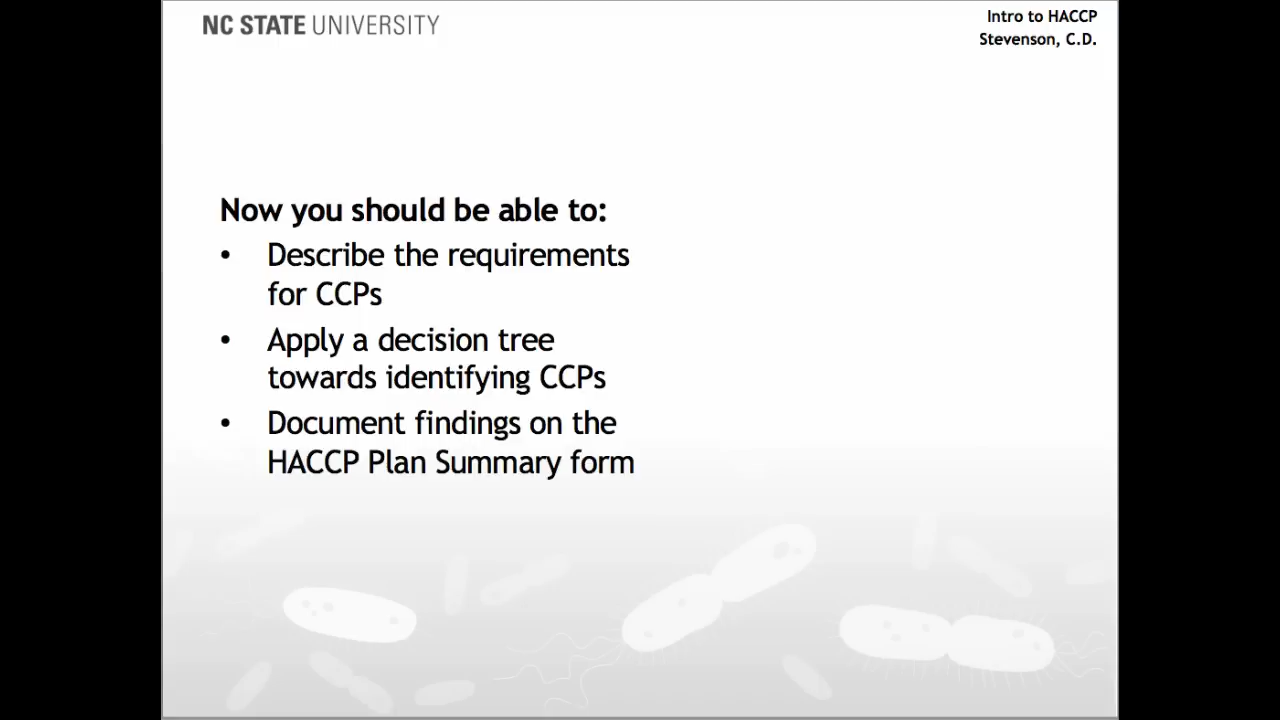 NC STATE UNIVERSITY
Intro to HACCP
Stevenson, C.D.
Now you should be able to:
• Describe the requirements
for CCPs
• Apply a decision tree
towards identifying CCPs
• Document findings on the
HACCP Plan Summary form